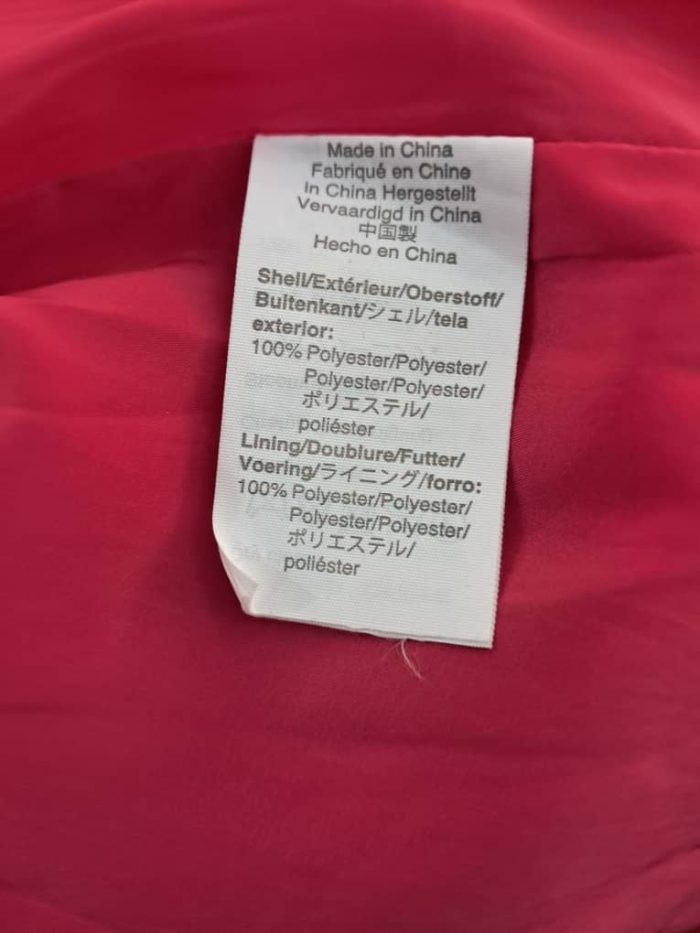 Made in China
Fabriqué en Chine
In China Hergestellt
Vervaardigd in China
中国製
Hecho en China
Shell/Extérieur/Oberstoff/
Buitenkant/シェル/tela
exterior:
100% Polyester/Polyester/
Polyester/Polyester/
ポリエステル/
poliéster
Lining/Doublure/Futter/
Voering/ライニング/forro:
100% Polyester/Polyester/
Polyester/Polyester/
ポリエステル/
poliéster